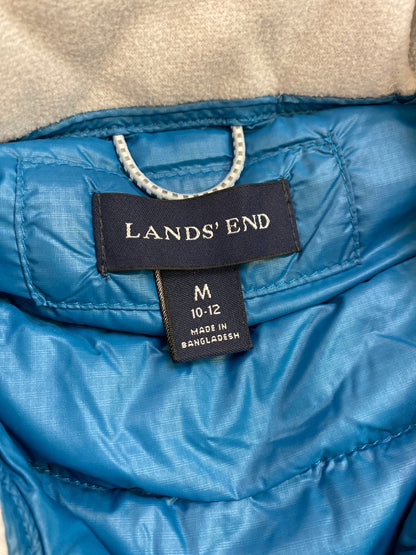 LANDS' END
M
10-12
MADE IN
BANGLADESH